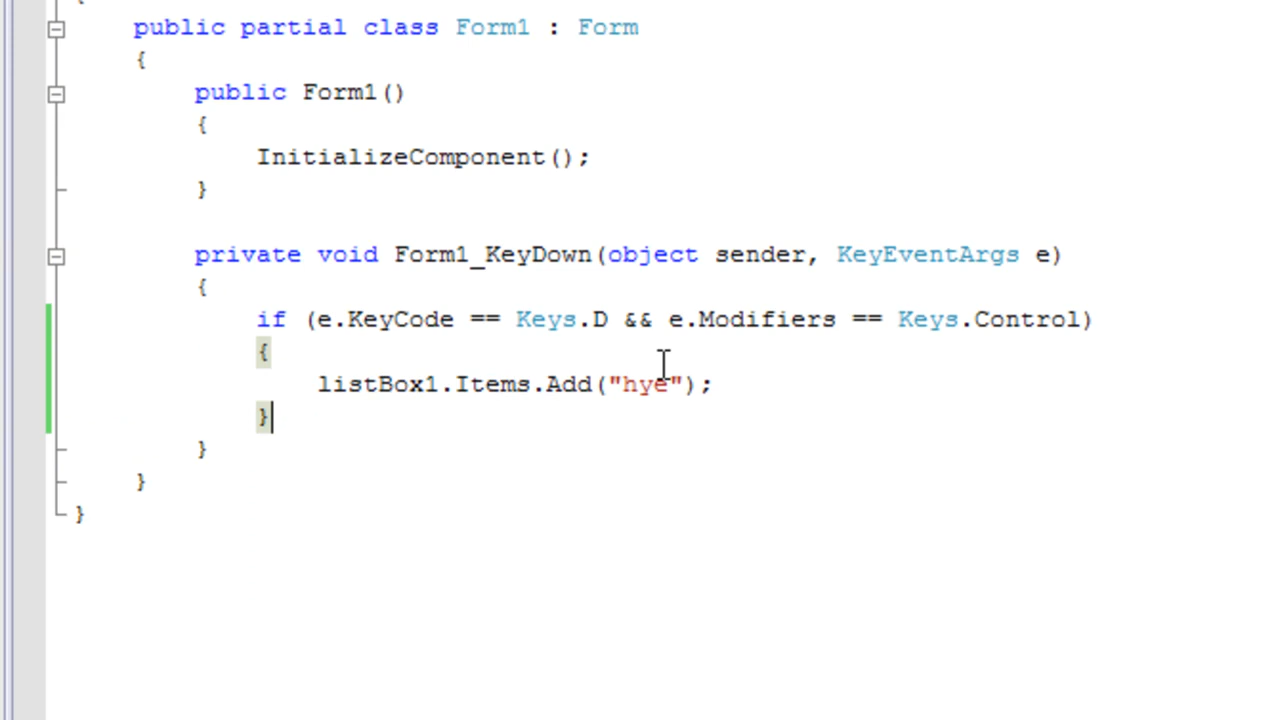 {
public partial class Form1 : Form
{
public Form1()
{
InitializeComponent();
}
private void Form1_KeyDown(object sender, KeyEventArgs e)
{
if (e.KeyCode == Keys.D && e.Modifiers == Keys.Control)
{
listBox1.Items.Add("hye");
}
}
}
}